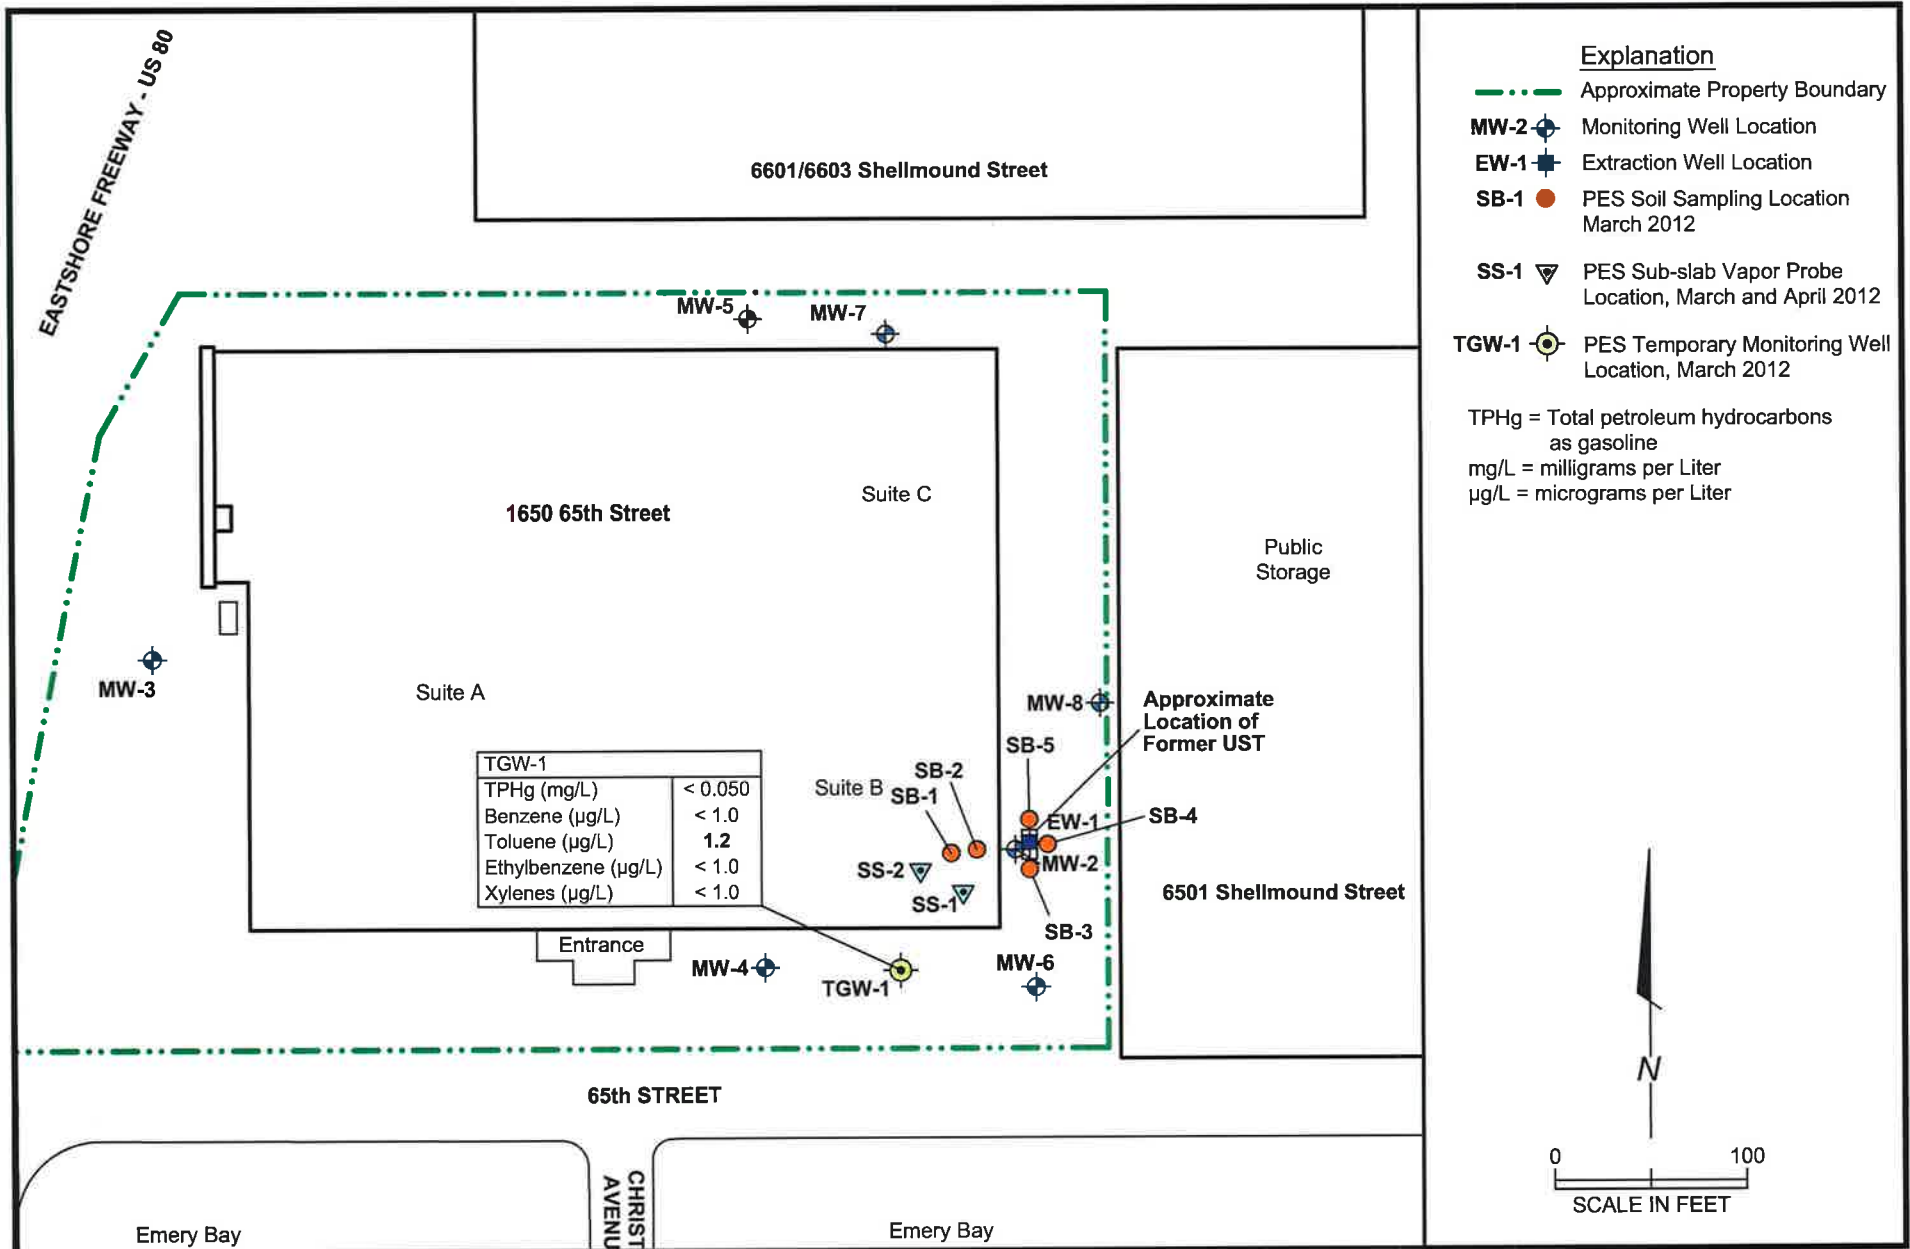 EASTSHORE FREEWAY - US 80
6601/6603 Shellmound Street
MW-5
MW-7
1650 65th Street
Suite C
Public
Storage
MW-3
Suite A
MW-8
Approximate
Location of
Former UST
SB-5
SB-2
Suite B
SB-1
EW-1
SB-4
MW-2
SS-2
SS-1
6501 Shellmound Street
SB-3
TGW-1
TPHg (mg/L) < 0.050
Benzene (µg/L) < 1.0
Toluene (µg/L) 1.2
Ethylbenzene (µg/L) < 1.0
Xylenes (µg/L) < 1.0
Entrance
MW-4
TGW-1
MW-6
65th STREET
CHRIST
AVENU
Emery Bay
Emery Bay
Explanation
Approximate Property Boundary
MW-2 Monitoring Well Location
EW-1 Extraction Well Location
SB-1 PES Soil Sampling Location
March 2012
SS-1 PES Sub-slab Vapor Probe
Location, March and April 2012
TGW-1 PES Temporary Monitoring Well
Location, March 2012
TPHg = Total petroleum hydrocarbons
as gasoline
mg/L = milligrams per Liter
µg/L = micrograms per Liter
N
0 100
SCALE IN FEET